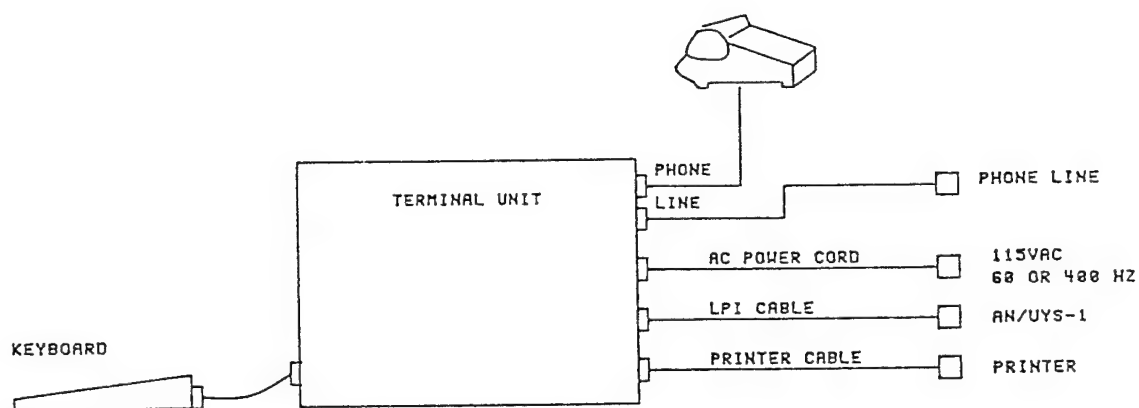 PHONE
PHONE LINE
TERMINAL UNIT
LINE
AC POWER CORD
115VAC
60 OR 400 HZ
LPI CABLE
AN/UYS-1
KEYBOARD
PRINTER CABLE
PRINTER